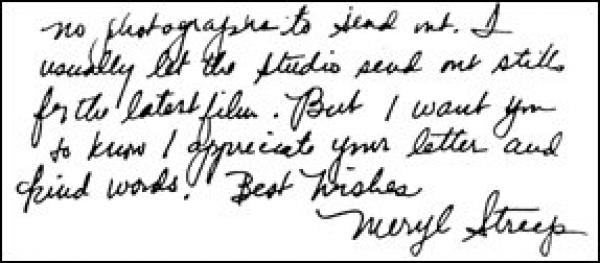 no photographs to send out. I
usually let the studio send out stills
for the latest film. But I want you
to know I appreciate your letter and
kind words. Best Wishes
Meryl Streep